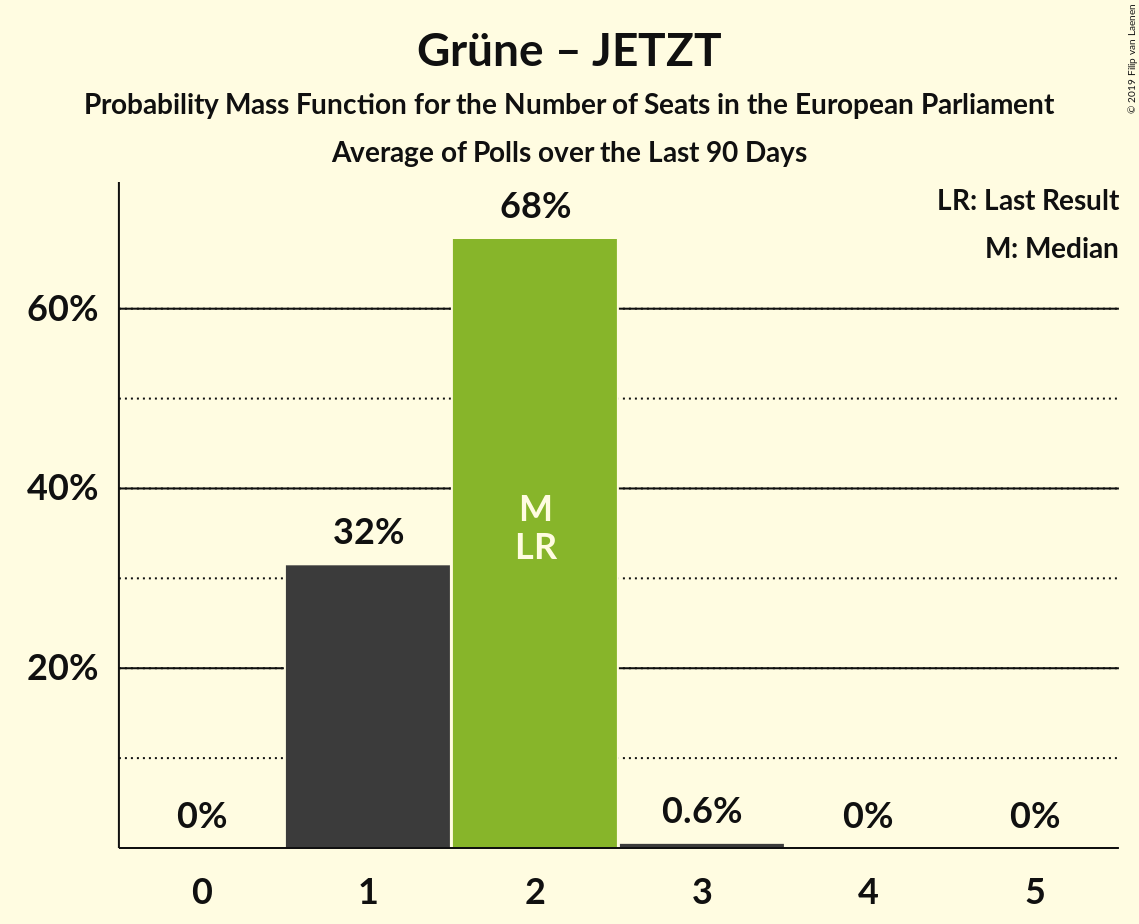 Grüne – JETZT
Probability Mass Function for the Number of Seats in the European Parliament
Average of Polls over the Last 90 Days
© 2019 Filip van Laenen
LR: Last Result
M: Median
68%
60%
40%
M
LR
32%
20%
0%
0.6%
0%
0%
0
1
2
3
4
5